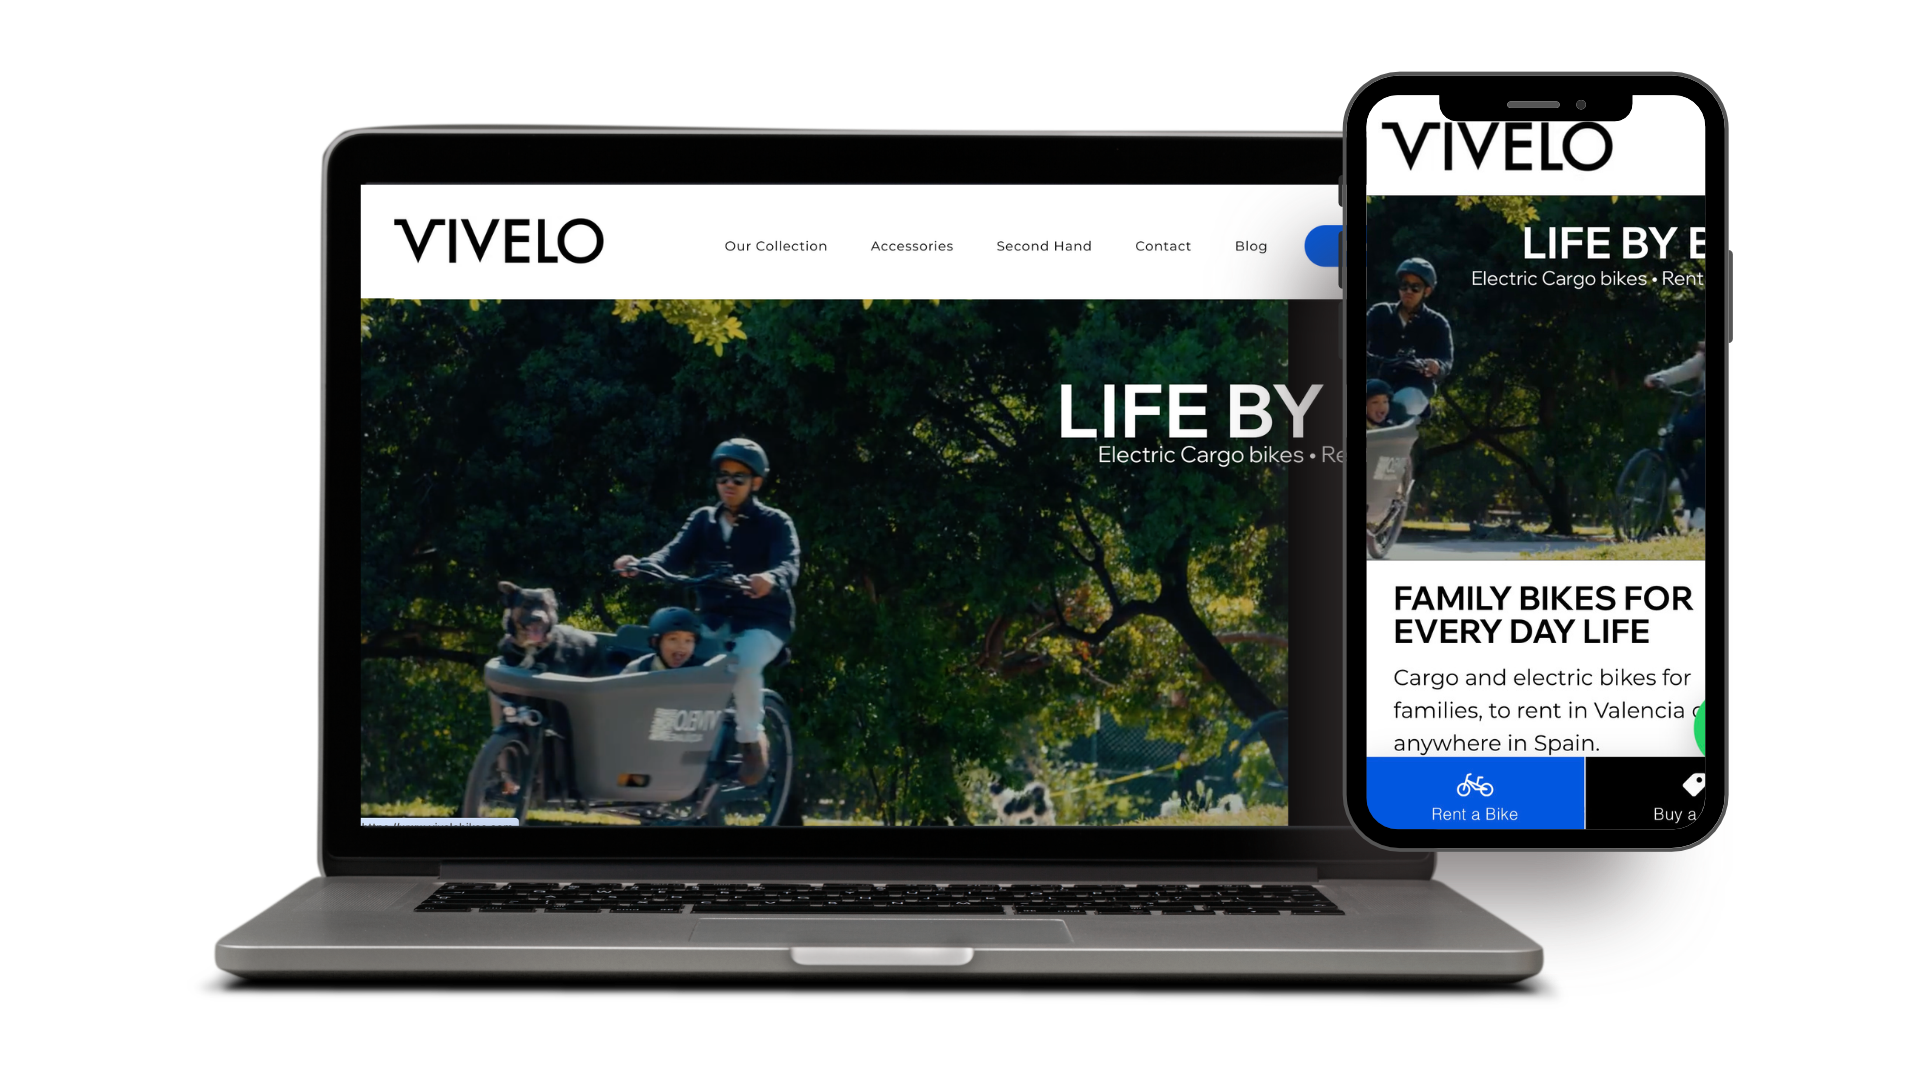 VIVELO
Our Collection Accessories Second Hand Contact Blog
LIFE BY
Electric Cargo bikes • Re
VIVELO
LIFE BY B
Electric Cargo bikes • Rent
FAMILY BIKES FOR
EVERY DAY LIFE
Cargo and electric bikes for
families, to rent in Valencia
anywhere in Spain.
Rent a Bike
Buy a